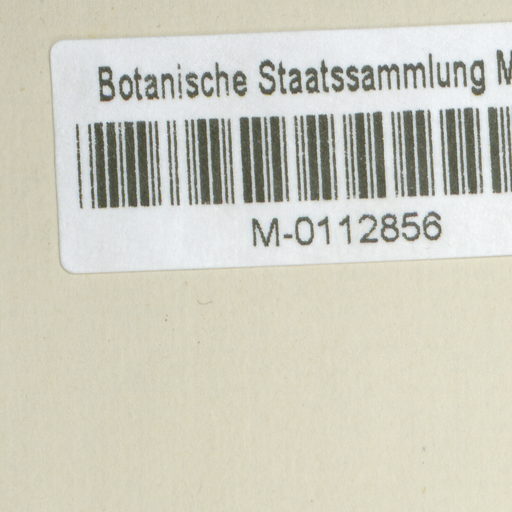 Botanische Staatssammlung M
M-0112856